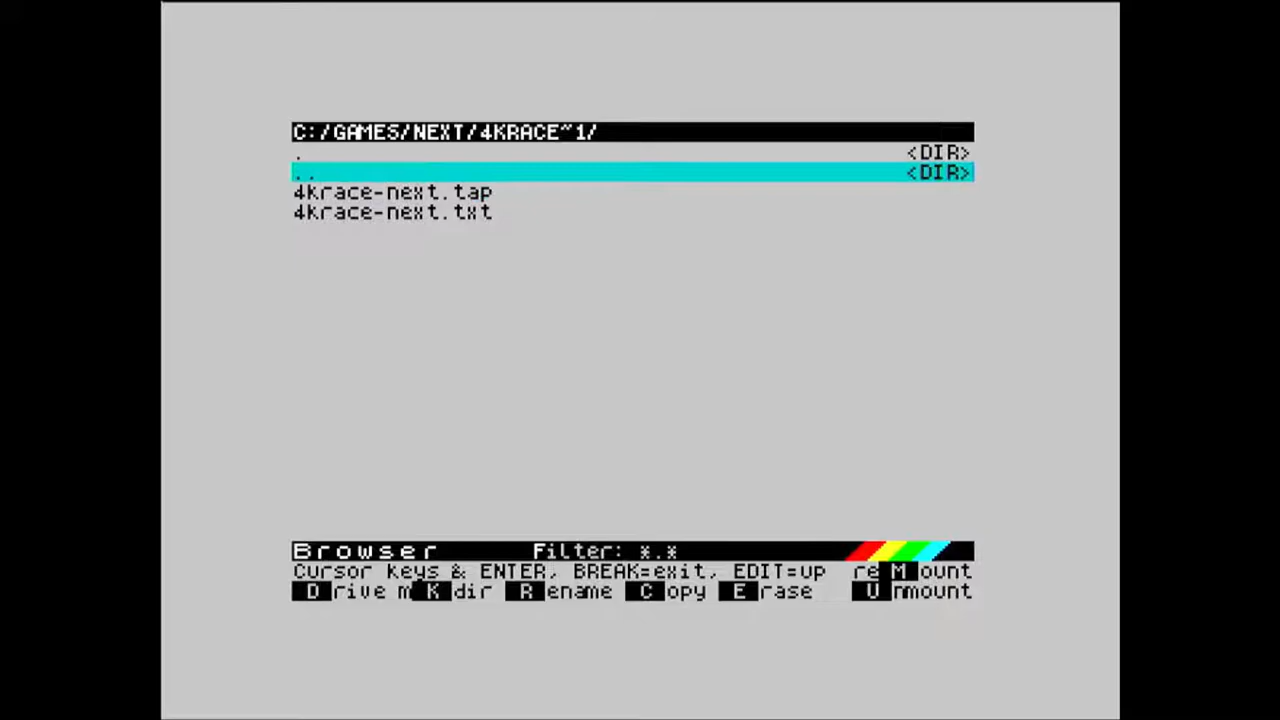 C:/GAMES/NEXT/4KRACE~1/
. <DIR>
.. <DIR>
4krace-next.tap
4krace-next.txt
Browser Filter: *.*
Cursor keys & ENTER, BREAK=exit, EDIT=up reMount
Drive mKdir Rename Copy Erase Unmount